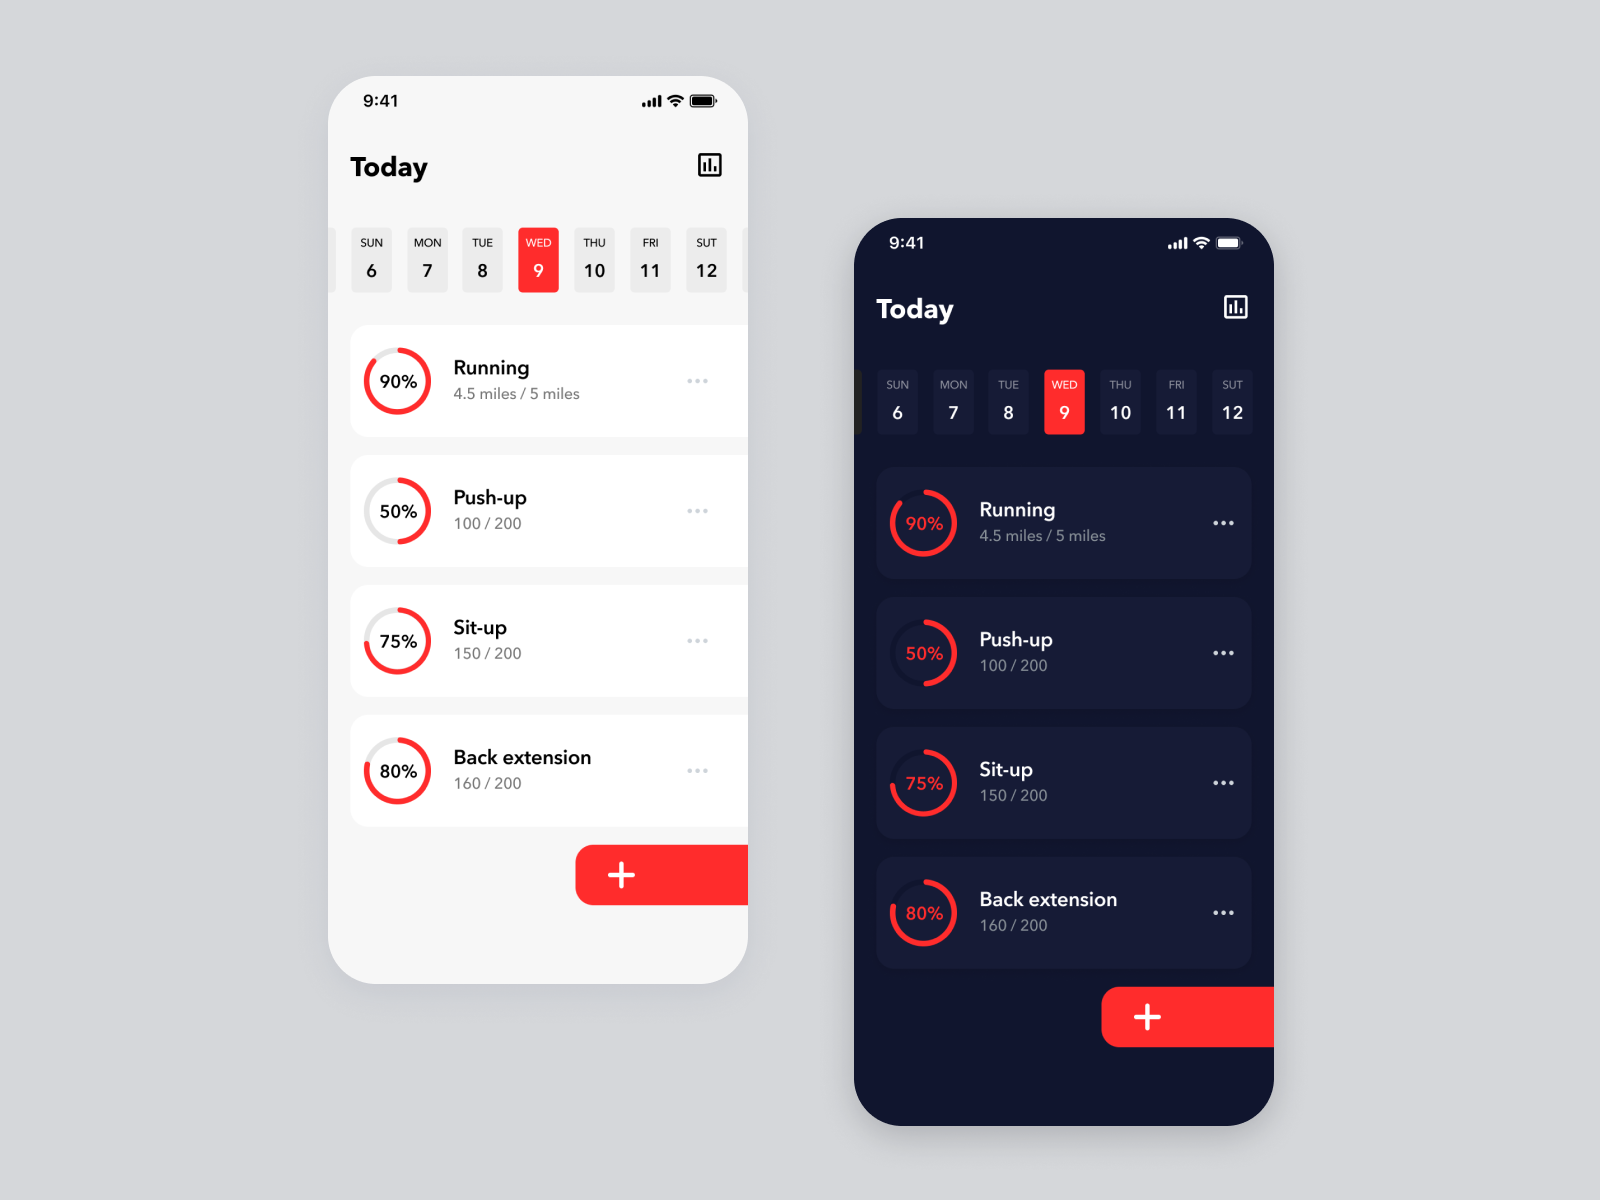 9:41
Today
SUN MON TUE WED THU FRI SUT
6 7 8 9 10 11 12
90% Running
4.5 miles / 5 miles
50% Push-up
100 / 200
75% Sit-up
150 / 200
80% Back extension
160 / 200
9:41
Today
SUN MON TUE WED THU FRI SUT
6 7 8 9 10 11 12
90% Running
4.5 miles / 5 miles
50% Push-up
100 / 200
75% Sit-up
150 / 200
80% Back extension
160 / 200